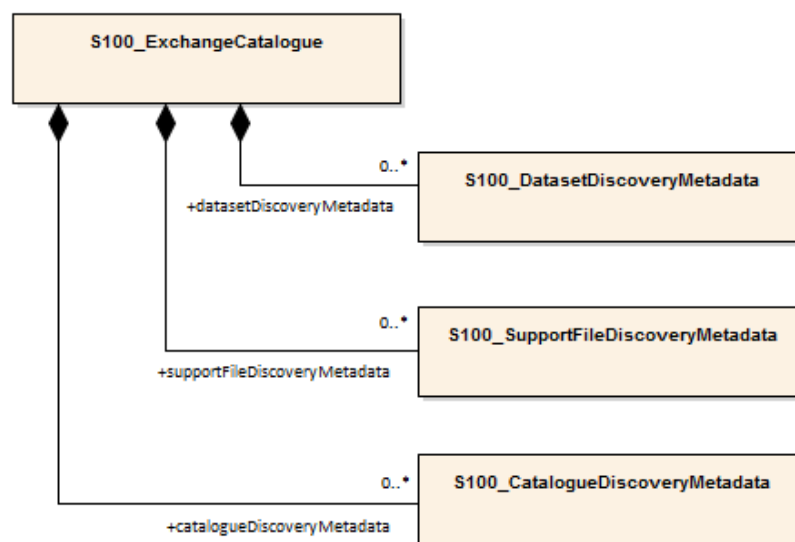 S100_ExchangeCatalogue
0..*
S100_DatasetDiscoveryMetadata
+datasetDiscoveryMetadata
0..*
S100_SupportFileDiscoveryMetadata
+supportFileDiscoveryMetadata
0..*
S100_CatalogueDiscoveryMetadata
+catalogueDiscoveryMetadata